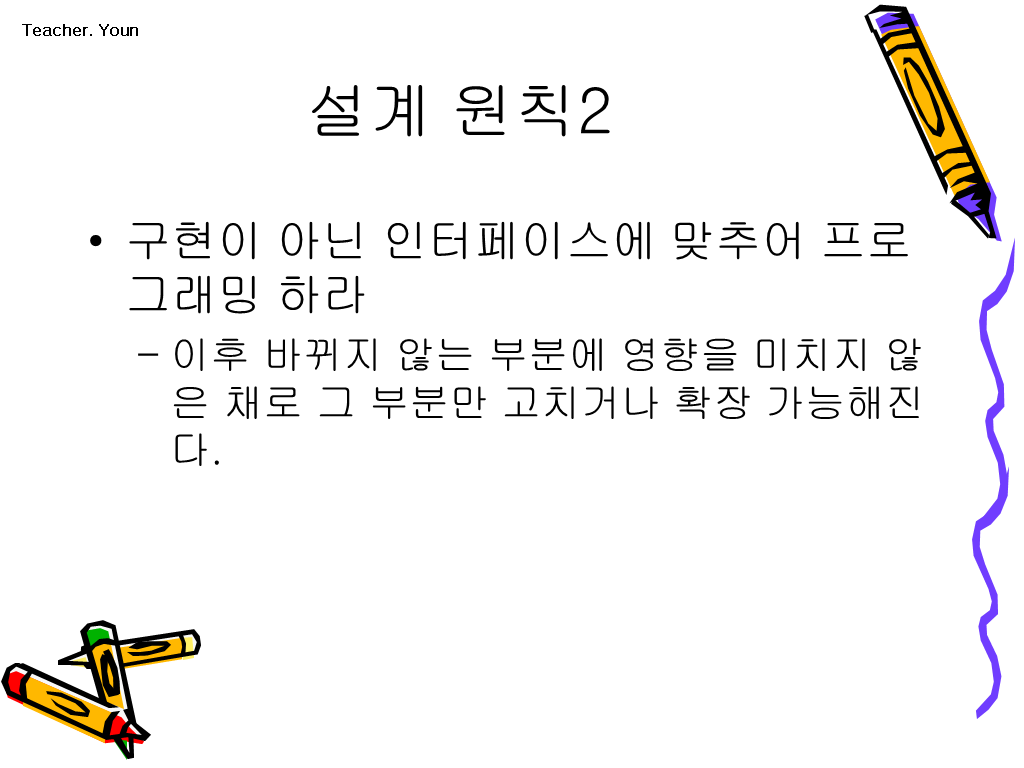 Teacher. Youn
설계 원칙2
• 구현이 아닌 인터페이스에 맞추어 프로
그래밍 하라
– 이후 바뀌지 않는 부분에 영향을 미치지 않
은 채로 그 부분만 고치거나 확장 가능해진
다.